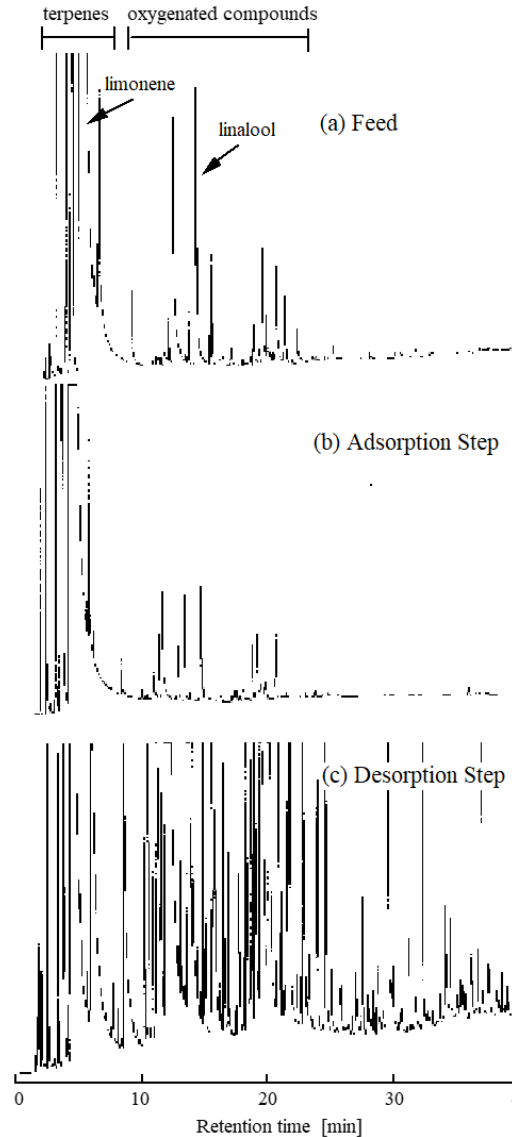 terpenes oxygenated compounds
limonene
linalool
(a) Feed
(b) Adsorption Step
(c) Desorption Step
0 10 20 30
Retention time [min]